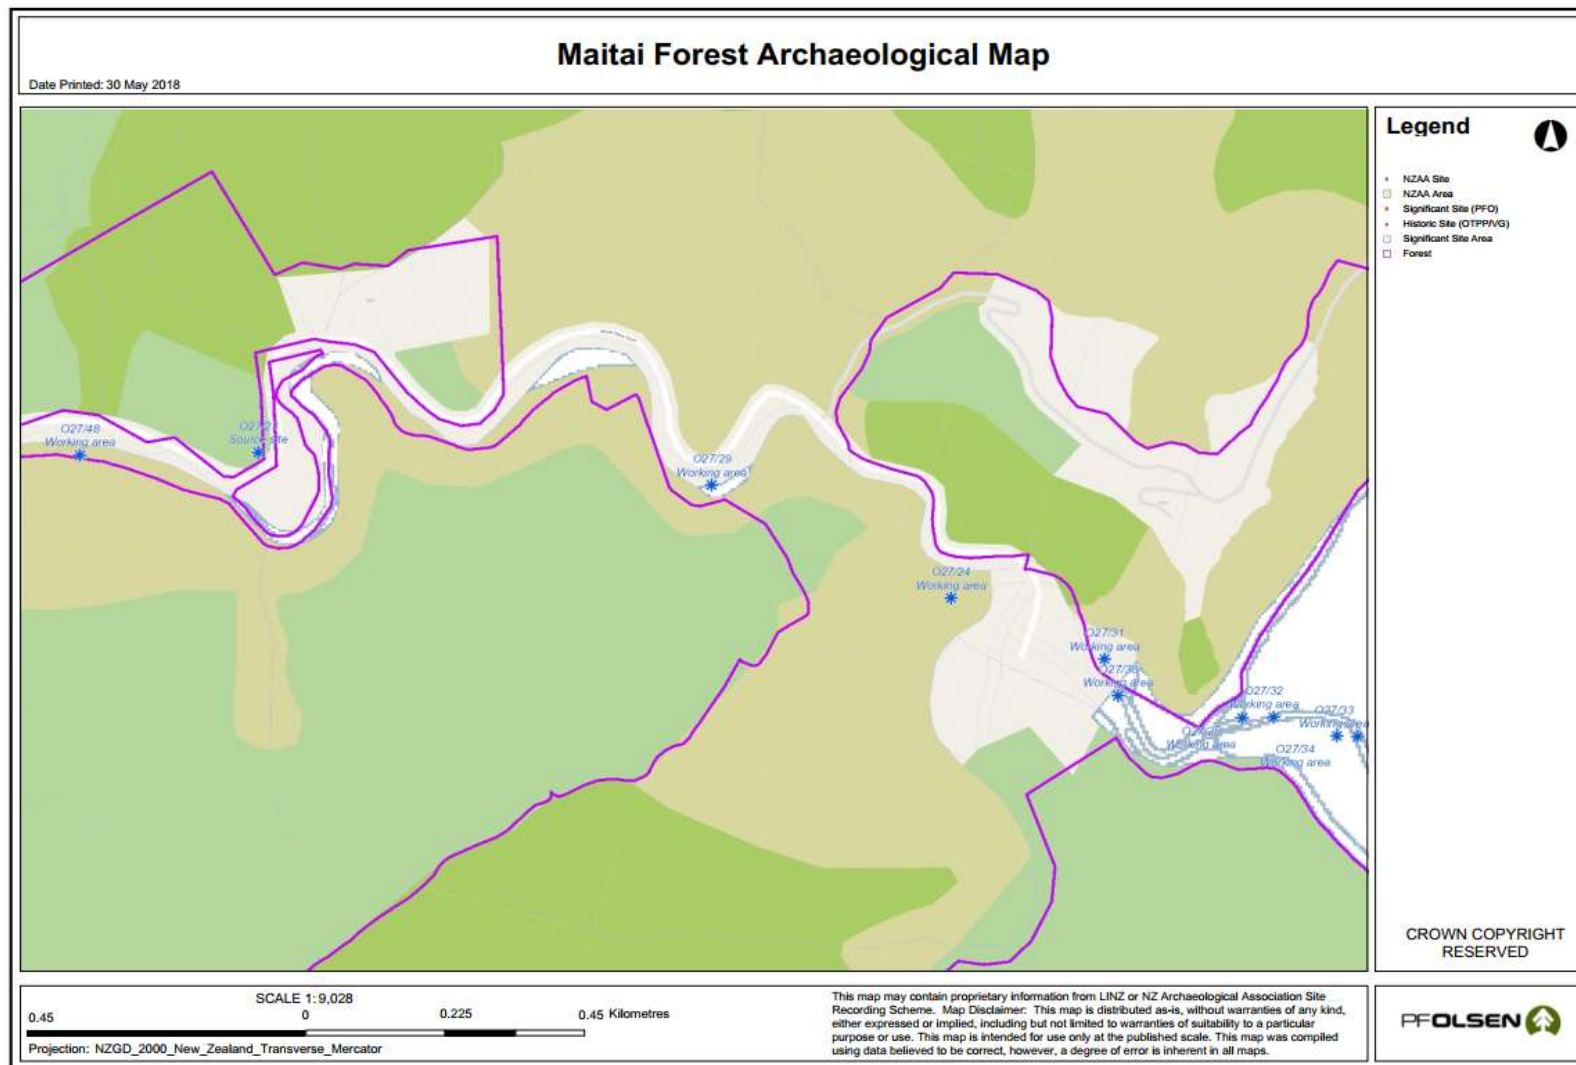 Maitai Forest Archaeological Map
Date Printed: 30 May 2018
Legend
NZAA Site
NZAA Area
Significant Site (PFO)
Historic Site (OTPP/VG)
Significant Site Area
Forest
O27/48
Working area
Source site
O27/29
Working area
O27/24
Working area
O27/31
Working area
Working area
O27/32
Working area
O27/33
Working area
Working area
O27/34
Working area
CROWN COPYRIGHT
RESERVED
SCALE 1:9,028
0.45 0 0.225 0.45 Kilometres
Projection: NZGD_2000_New_Zealand_Transverse_Mercator
This map may contain proprietary information from LINZ or NZ Archaeological Association Site
Recording Scheme. Map Disclaimer: This map is distributed as-is, without warranties of any kind,
either expressed or implied, including but not limited to warranties of suitability to a particular
purpose or use. This map is intended for use only at the published scale. This map was compiled
using data believed to be correct, however, a degree of error is inherent in all maps.
PF OLSEN